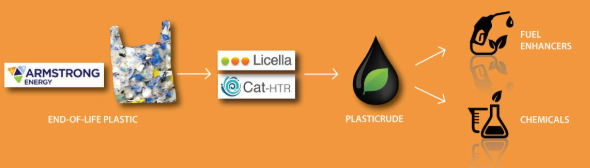 ARMSTRONG
ENERGY
END-OF-LIFE PLASTIC
Licella
Cat-HTR
PLASTICRUDE
FUEL
ENHANCERS
CHEMICALS